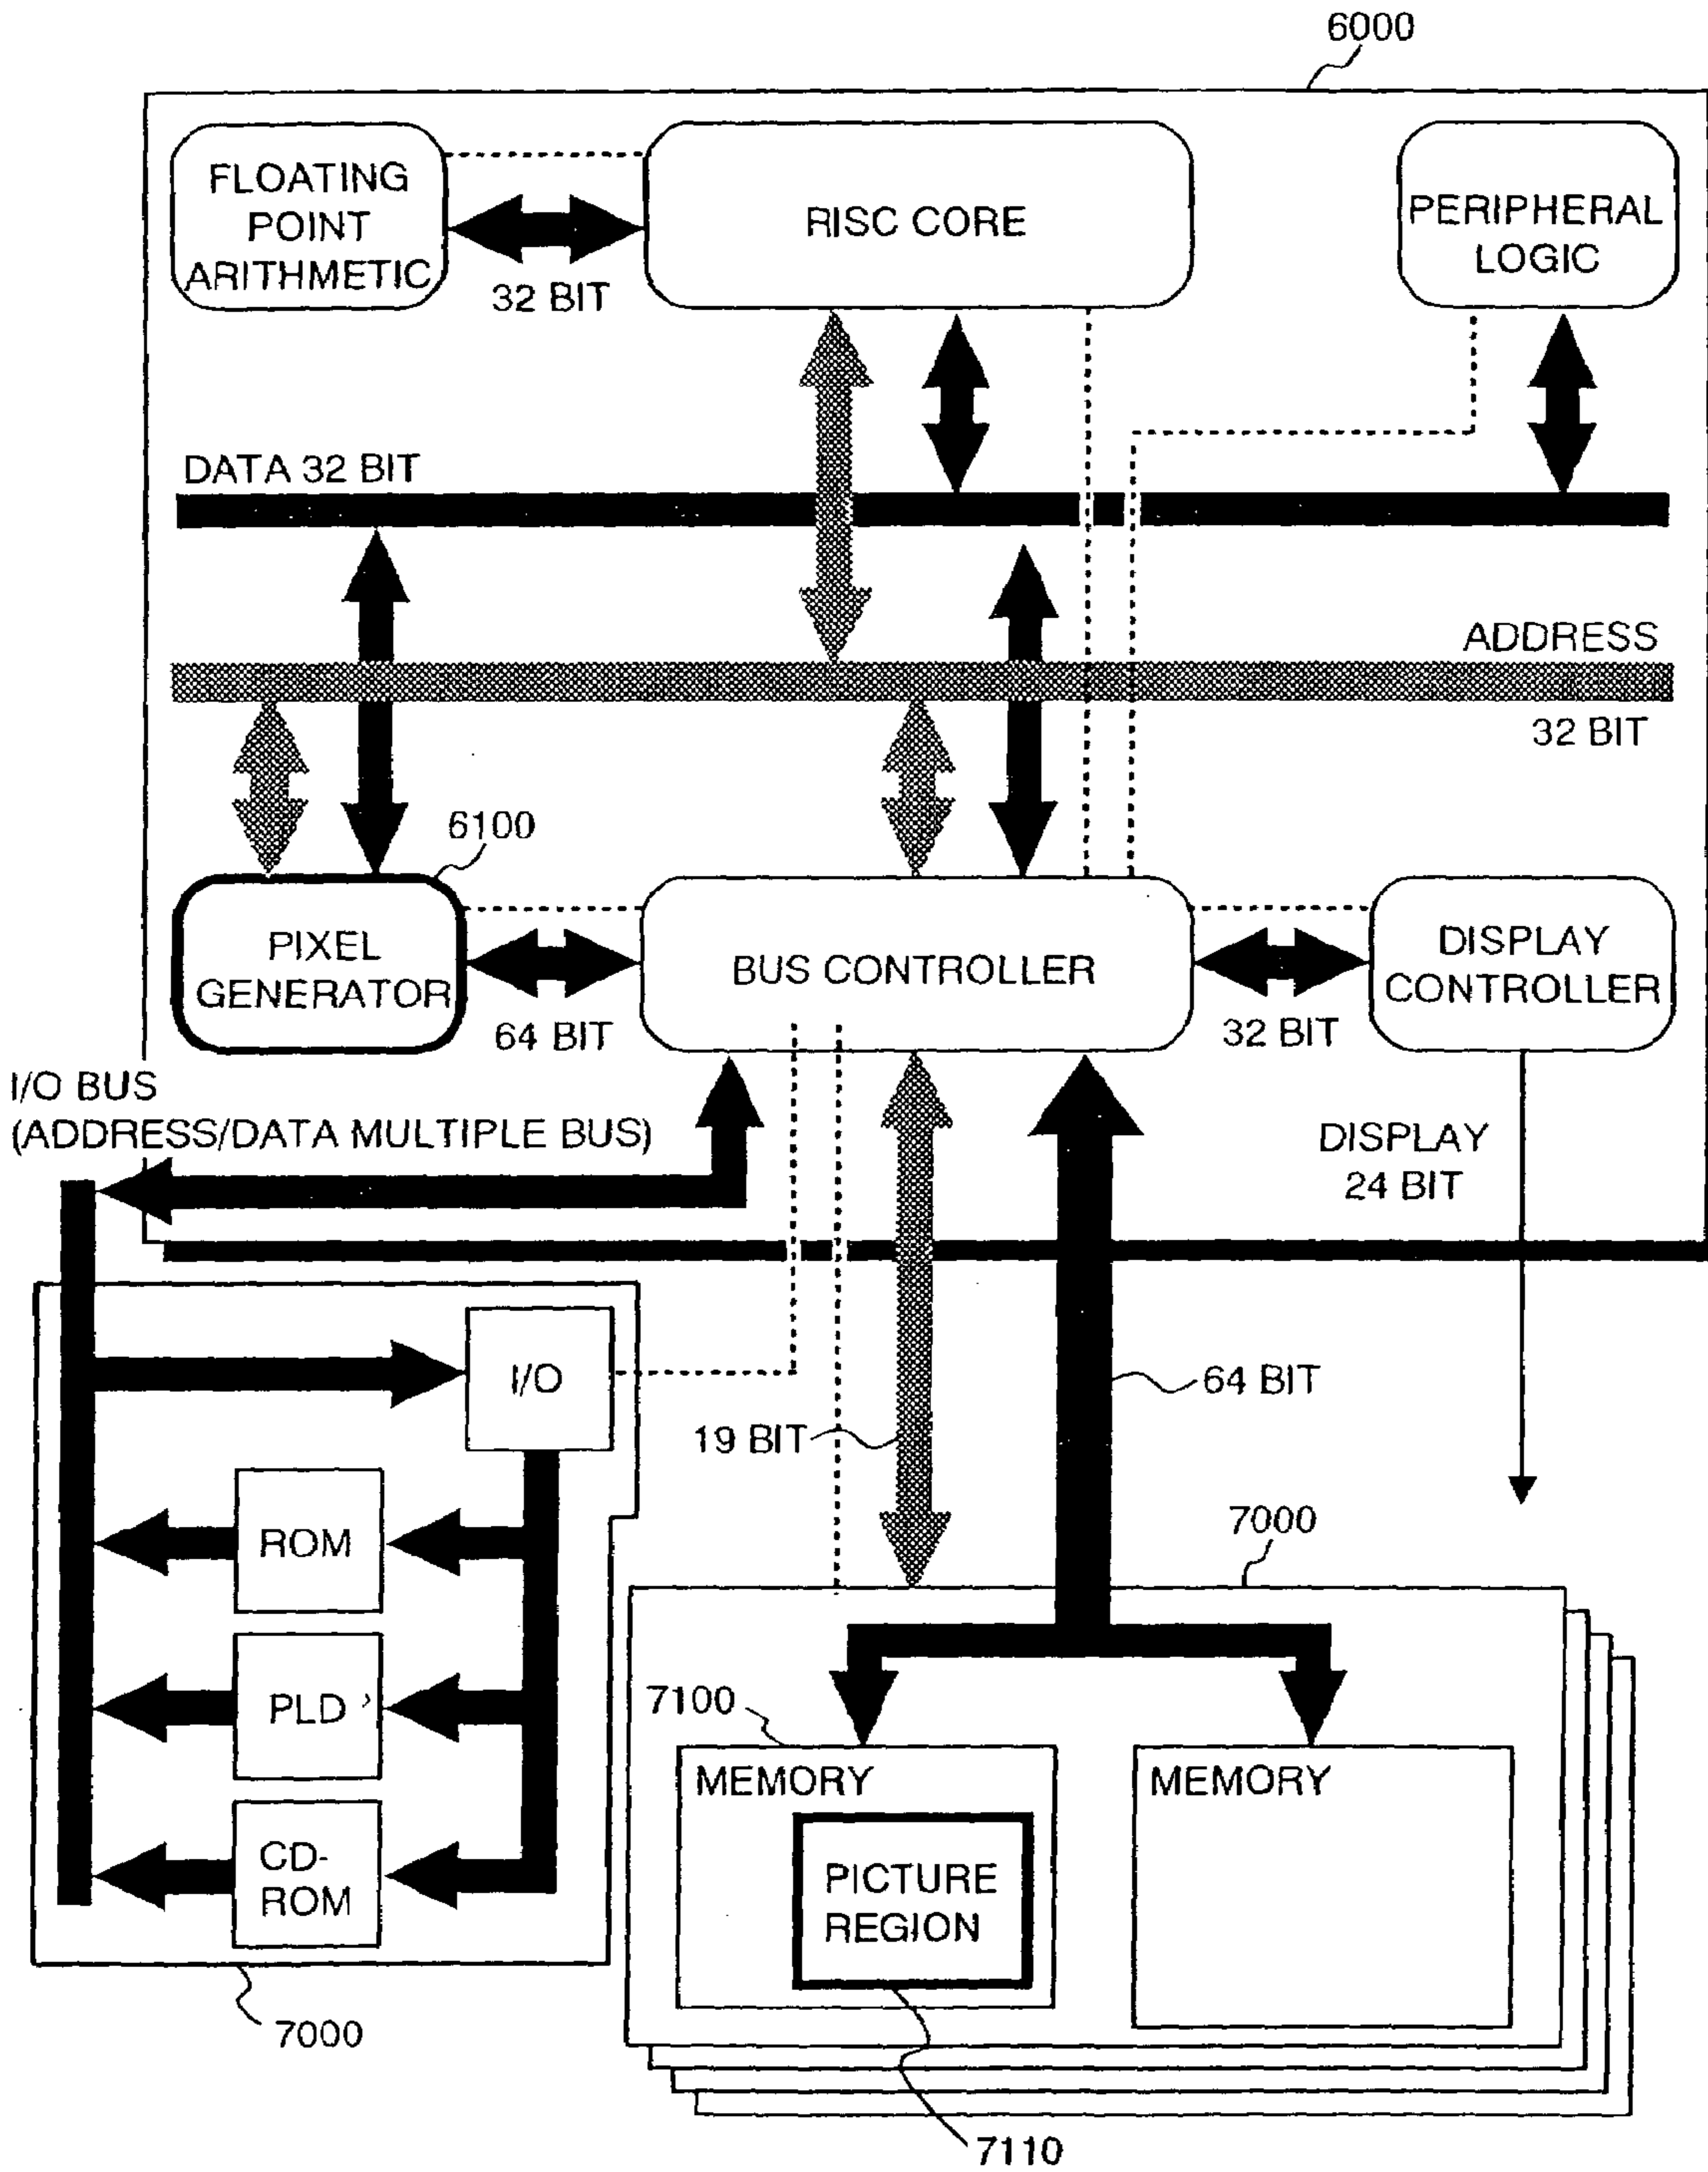 6000
FLOATING
POINT
ARITHMETIC
RISC CORE
PERIPHERAL
LOGIC
32 BIT
DATA 32 BIT
ADDRESS
32 BIT
6100
PIXEL
GENERATOR
BUS CONTROLLER
DISPLAY
CONTROLLER
64 BIT
32 BIT
I/O BUS
(ADDRESS/DATA MULTIPLE BUS)
DISPLAY
24 BIT
I/O
64 BIT
19 BIT
ROM
7000
PLD
7100
MEMORY
MEMORY
CD-
ROM
PICTURE
REGION
7000
7110